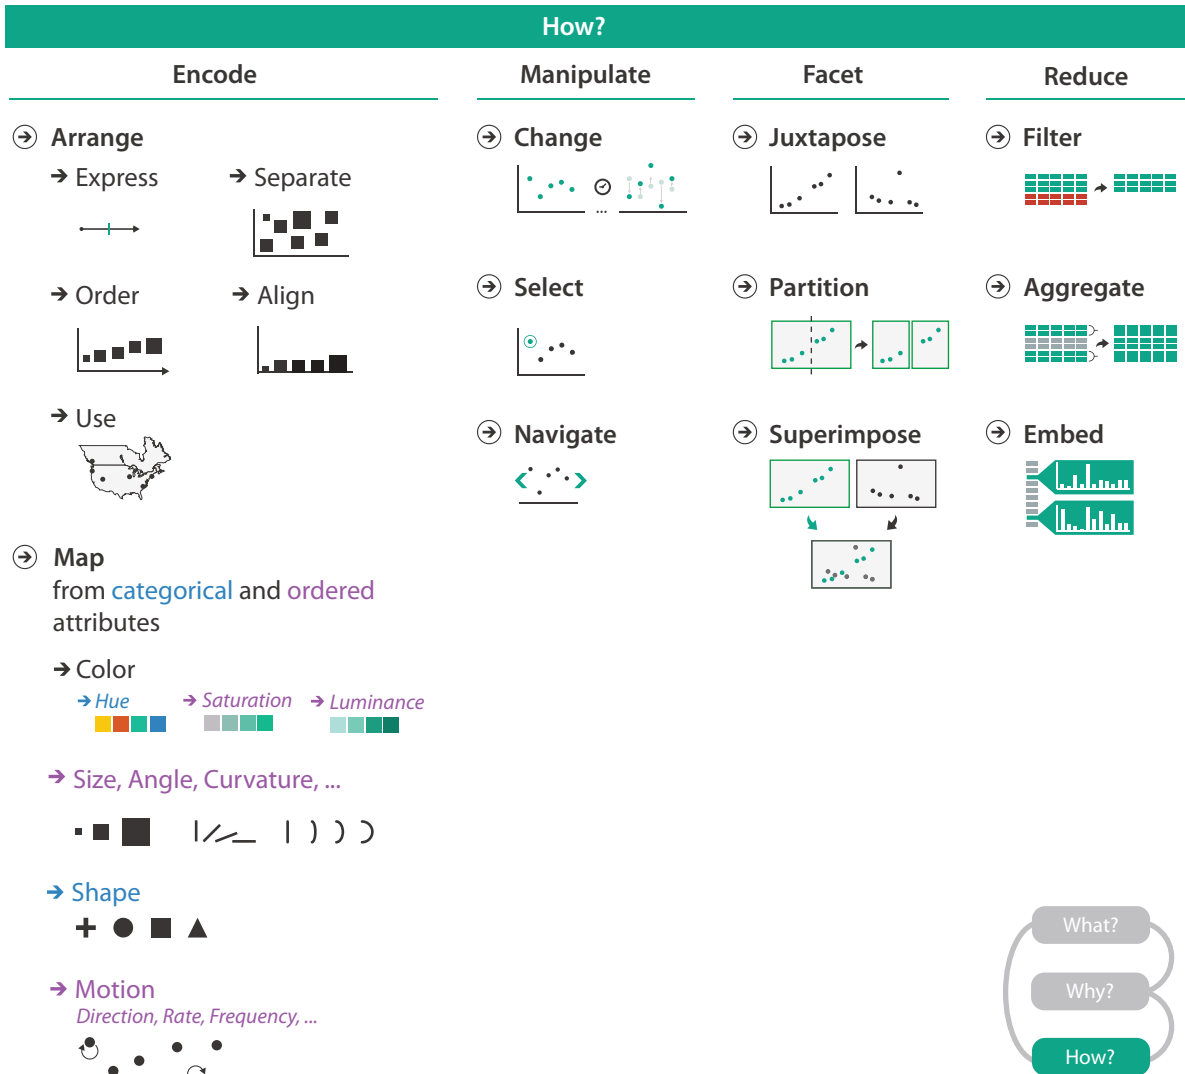 How?
Encode
Manipulate
Facet
Reduce
Arrange
Express
Separate
Order
Align
Use
Map
from categorical and ordered
attributes
Color
Hue
Saturation
Luminance
Size, Angle, Curvature, ...
Shape
Motion
Direction, Rate, Frequency, ...
Change
...
Select
Navigate
Juxtapose
Partition
Superimpose
Filter
Aggregate
Embed
What?
Why?
How?